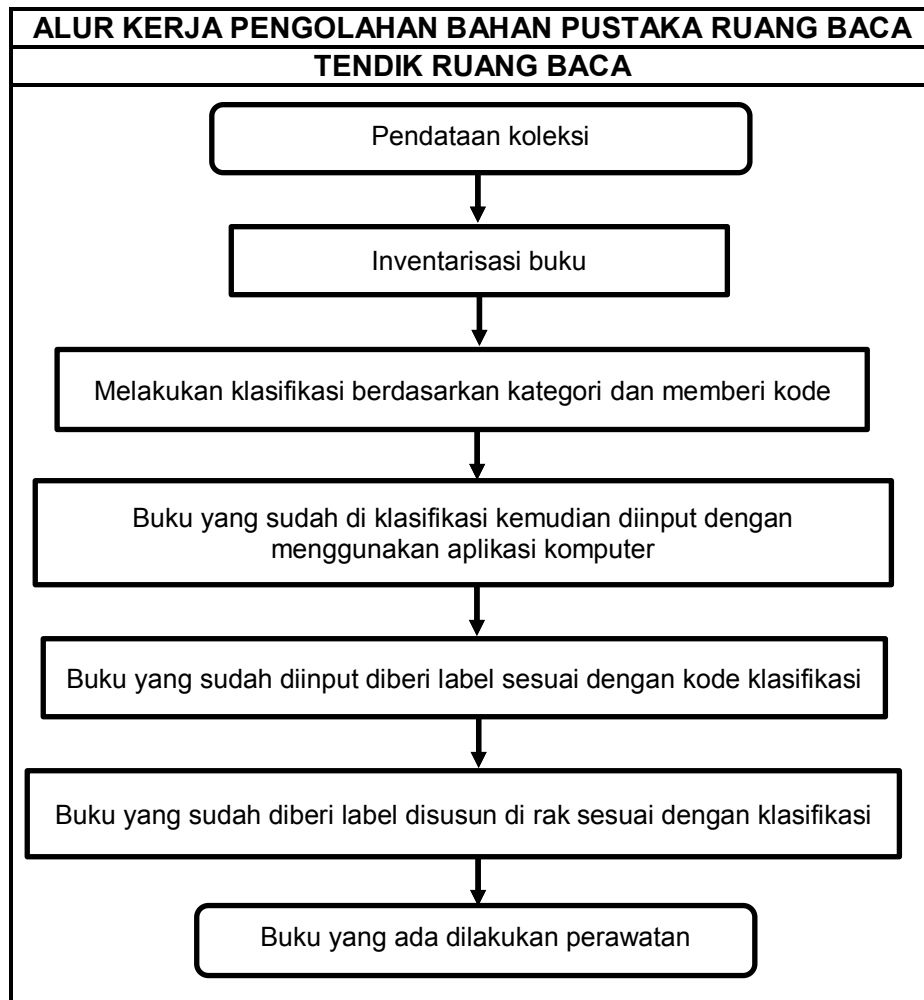 ALUR KERJA PENGOLAHAN BAHAN PUSTAKA RUANG BACA
TENDIK RUANG BACA
Pendataan koleksi
Inventarisasi buku
Melakukan klasifikasi berdasarkan kategori dan memberi kode
Buku yang sudah di klasifikasi kemudian diinput dengan
menggunakan aplikasi komputer
Buku yang sudah diinput diberi label sesuai dengan kode klasifikasi
Buku yang sudah diberi label disusun di rak sesuai dengan klasifikasi
Buku yang ada dilakukan perawatan